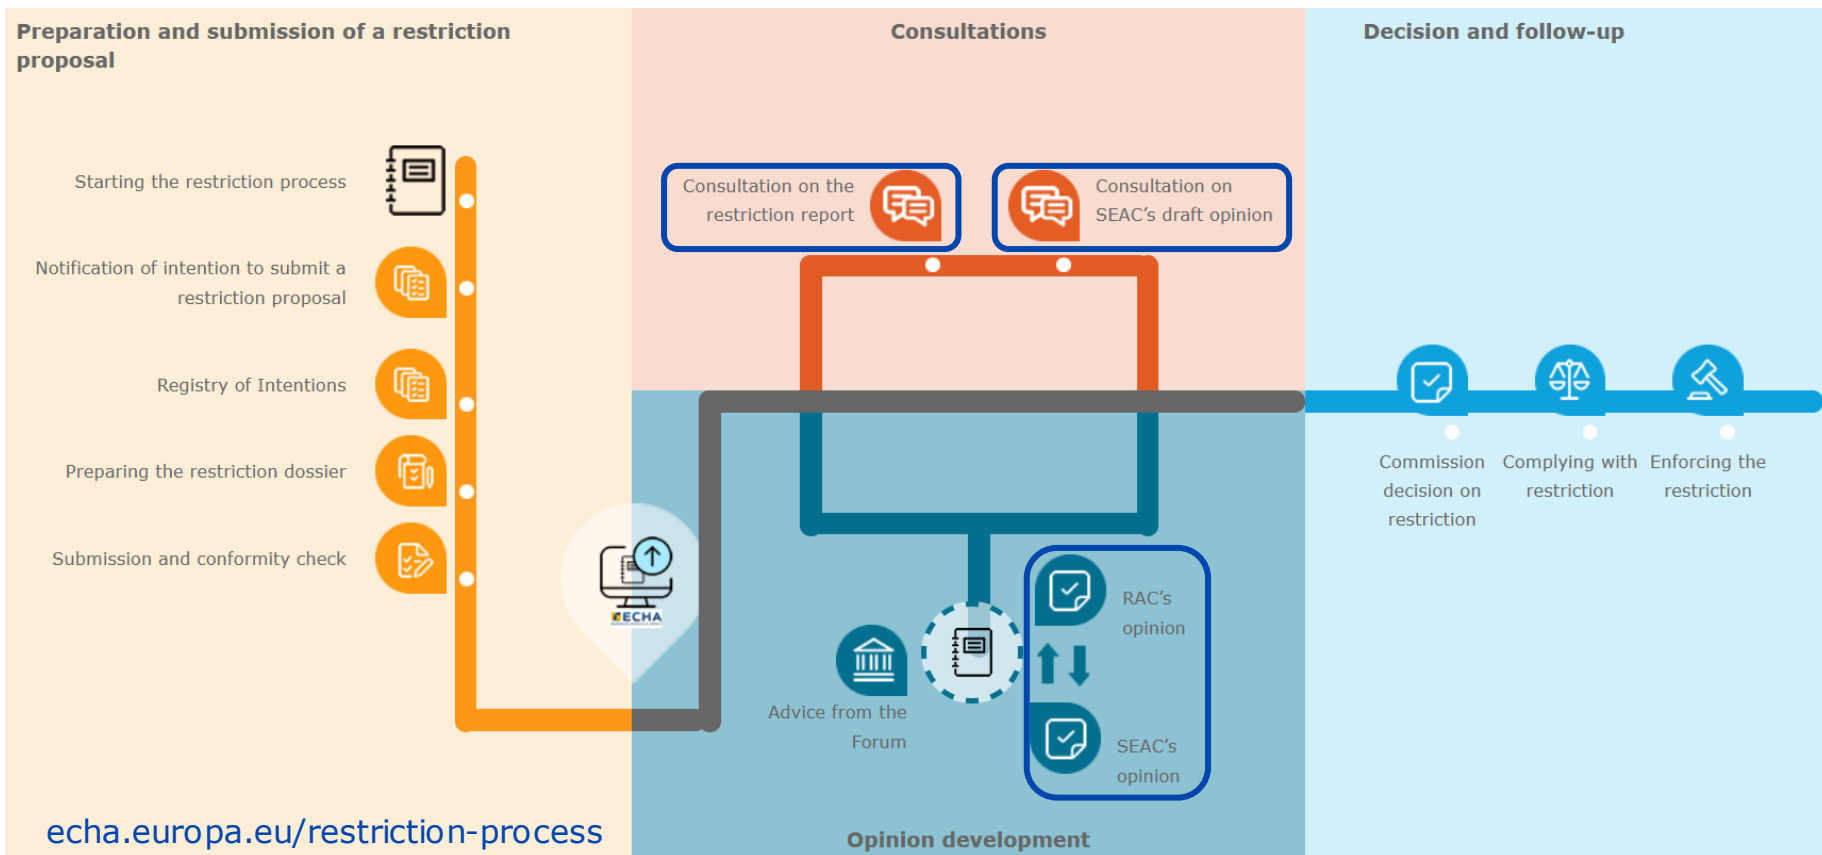 Preparation and submission of a restriction
proposal
Starting the restriction process
Notification of intention to submit a
restriction proposal
Registry of Intentions
Preparing the restriction dossier
Submission and conformity check
ECHA
echa.europa.eu/restriction-process
Consultations
Consultation on the
restriction report
Consultation on
SEAC’s draft opinion
RAC’s
opinion
Advice from the
Forum
SEAC’s
opinion
Opinion development
Decision and follow-up
Commission
decision on
restriction
Complying with
restriction
Enforcing the
restriction